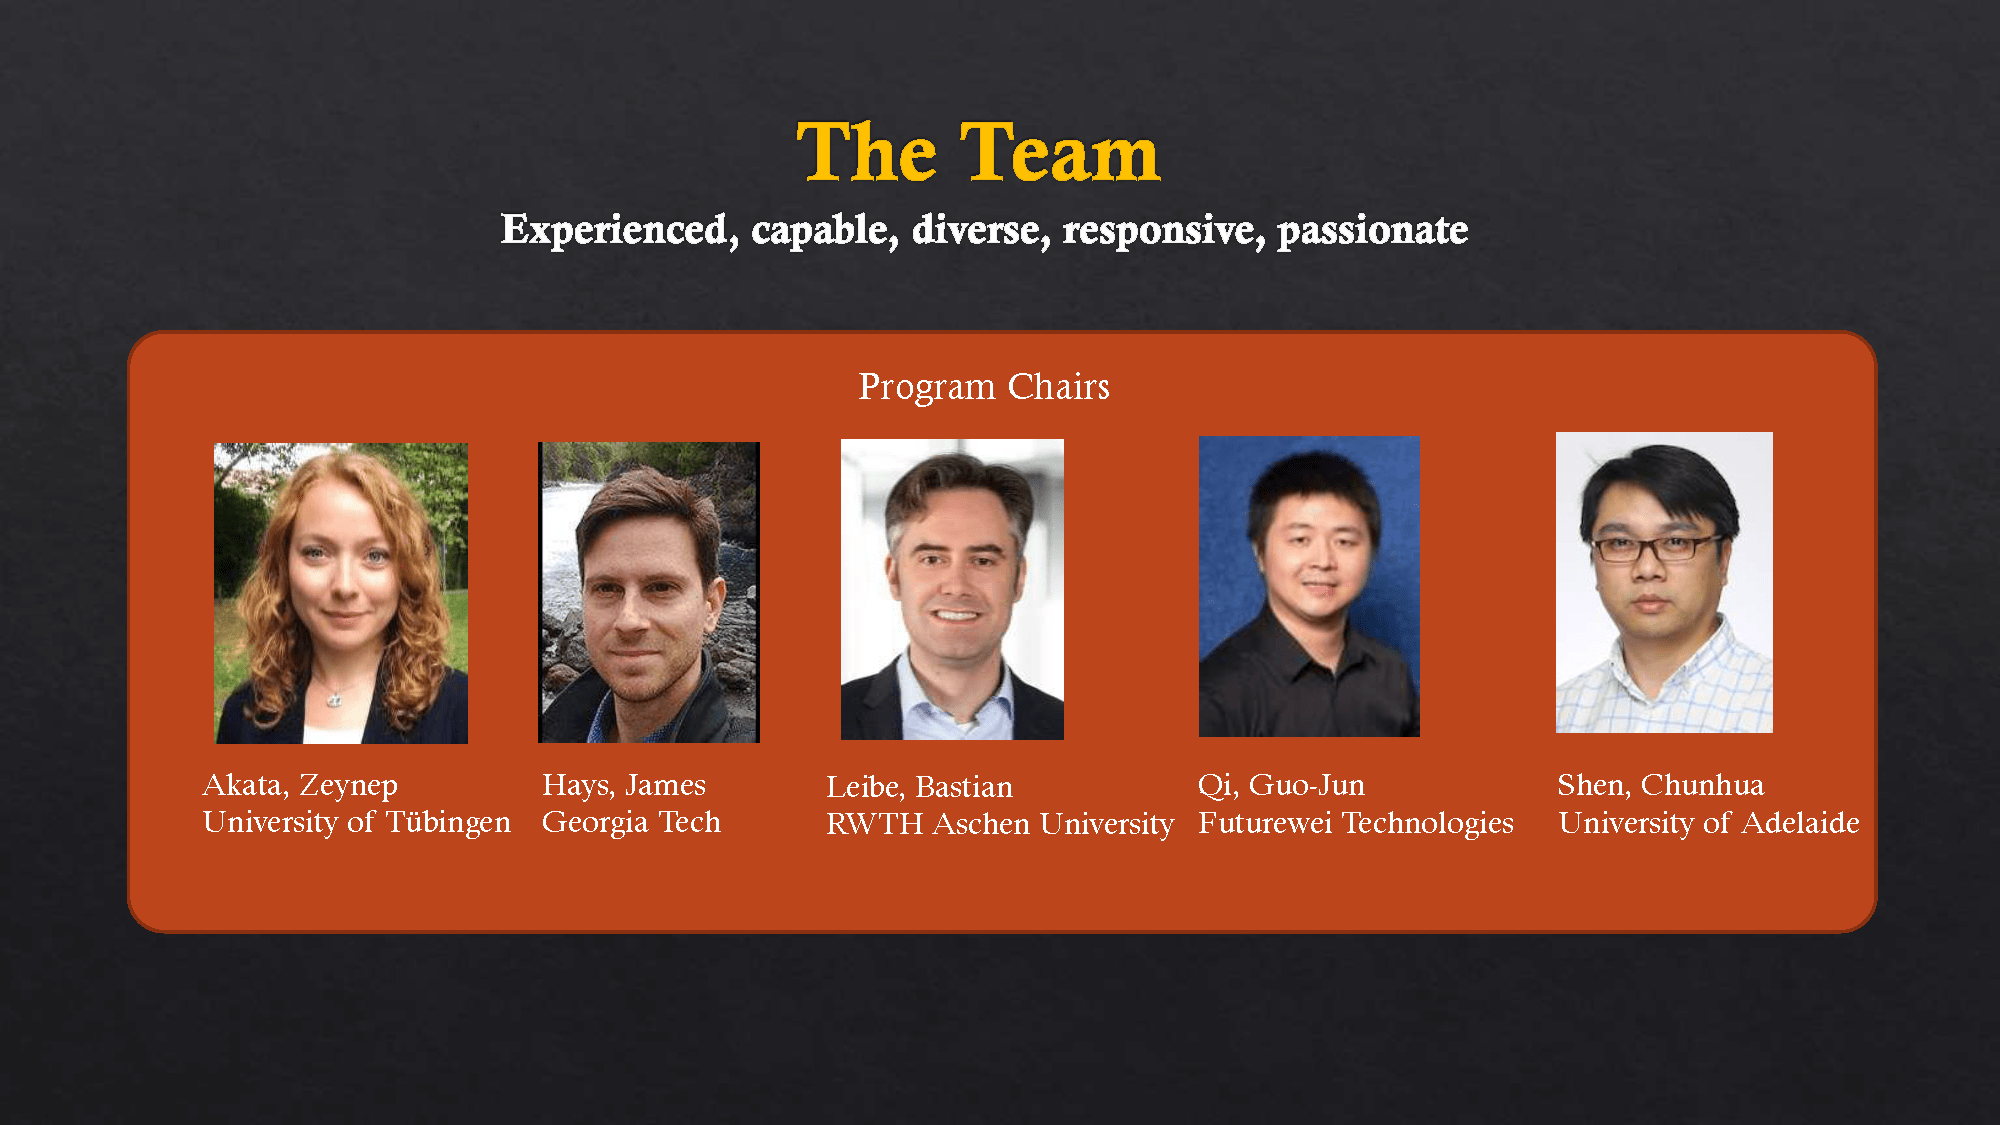 The Team
Experienced, capable, diverse, responsive, passionate
Program Chairs
Akata, Zeynep
University of Tübingen
Hays, James
Georgia Tech
Leibe, Bastian
RWTH Aschen University
Qi, Guo-Jun
Futurewei Technologies
Shen, Chunhua
University of Adelaide